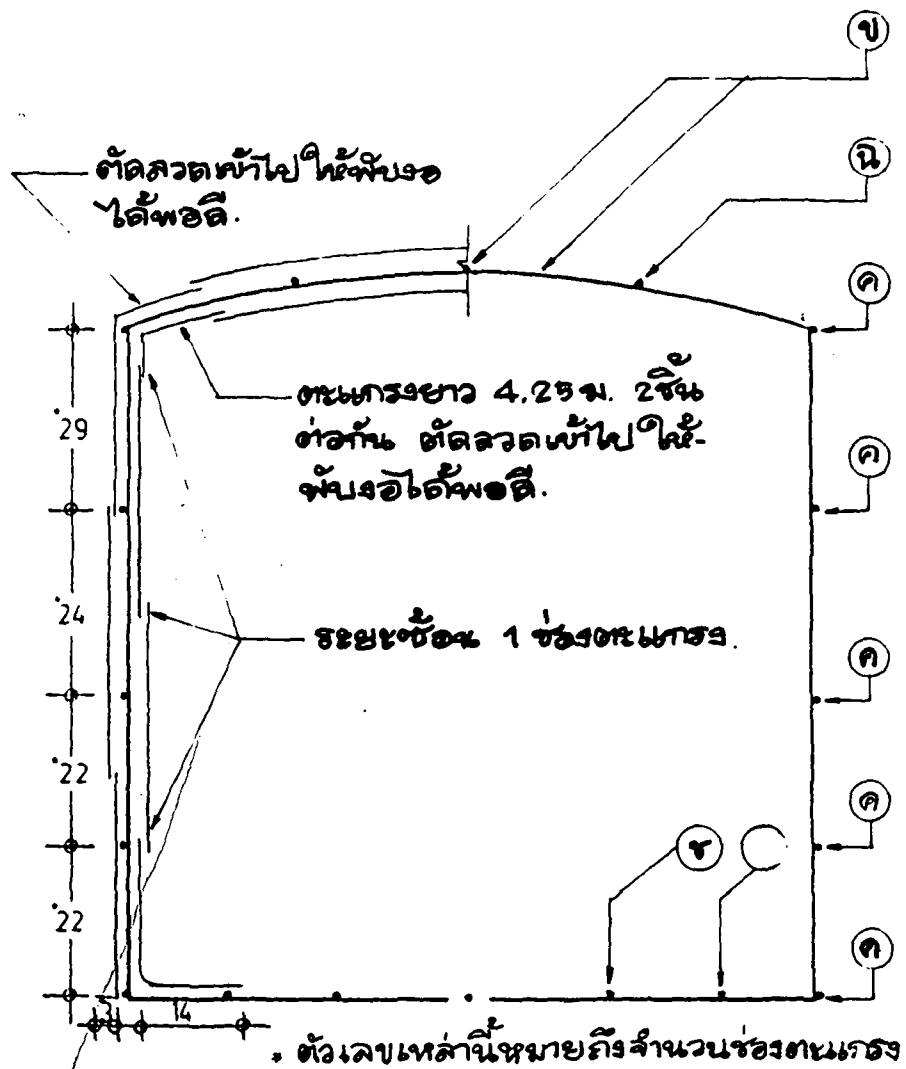 ข
ตัดลวดเข้าไปให้พับงอ
ได้พอดี.
ฉ
ค
ตะแกรงยาว 4.25 ม. 2ชิ้น
ต่อกัน ตัดลวดเข้าไปให้-
พับงอได้พอดี.
29
ค
24
ระยะซ้อน 1 ช่องตะแกรง.
ค
22
ช
ค
22
ค
3
14
* ตัวเลขเหล่านี้หมายถึงจำนวนช่องตะแกรง